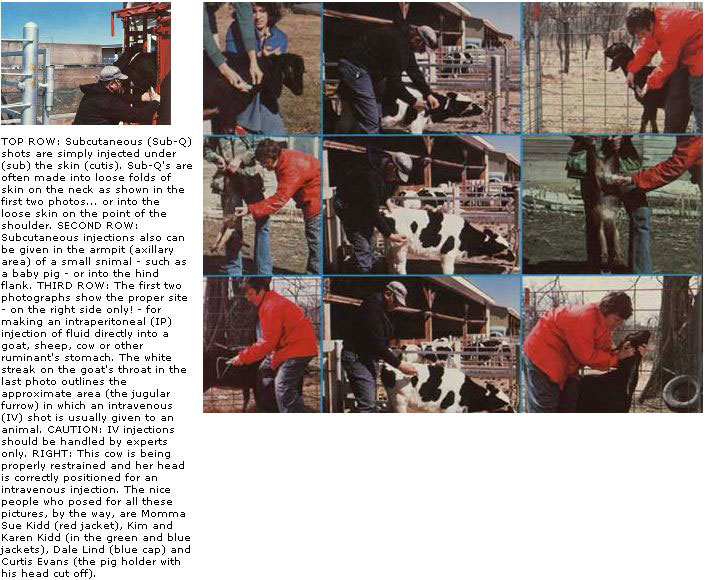 TOP ROW: Subcutaneous (Sub-Q)
shots are simply injected under
(sub) the skin (cutis). Sub-Q's are
often made into loose folds of
skin on the neck as shown in the
first two photos... or into the
loose skin on the point of the
shoulder. SECOND ROW:
Subcutaneous injections also can
be given in the armpit (axillary
area) of a small snimal - such as
a baby pig - or into the hind
flank. THIRD ROW: The first two
photographs show the proper site
- on the right side only! - for
making an intraperitoneal (IP)
injection of fluid directly into a
goat, sheep, cow or other
ruminant's stomach. The white
streak on the goat's throat in the
last photo outlines the
approximate area (the jugular
furrow) in which an intravenous
(IV) shot is usually given to an
animal. CAUTION: IV injections
should be handled by experts
only. RIGHT: This cow is being
properly restrained and her head
is correctly positioned for an
intravenous injection. The nice
people who posed for all these
pictures, by the way, are Momma
Sue Kidd (red jacket), Kim and
Karen Kidd (in the green and blue
jackets), Dale Lind (blue cap) and
Curtis Evans (the pig holder with
his head cut off).